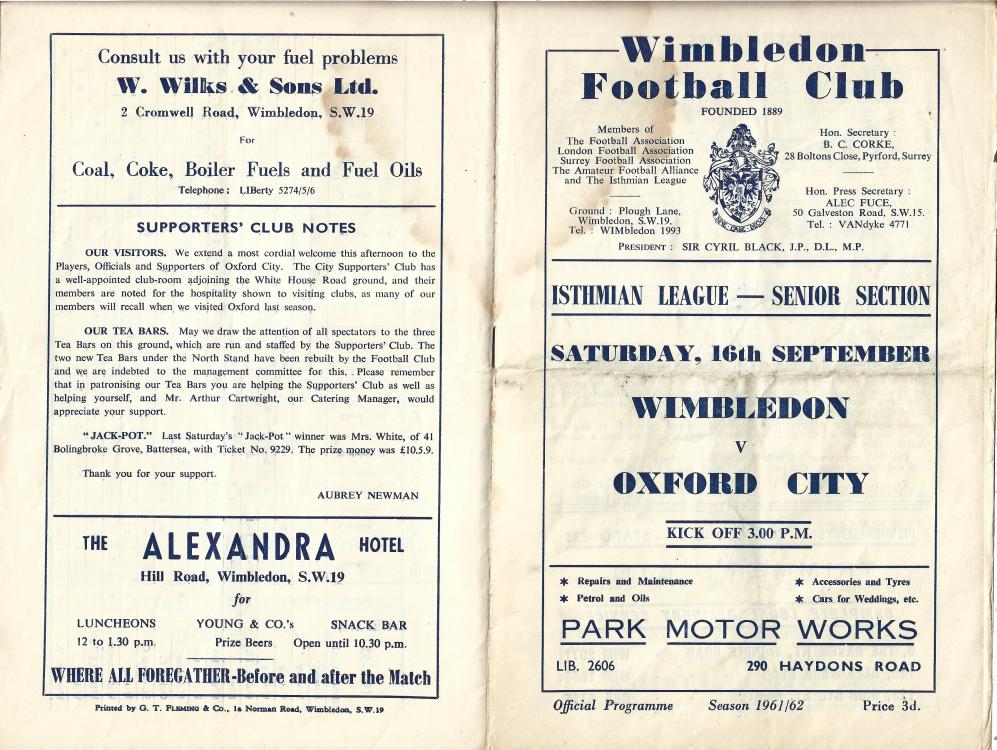 Consult us with your fuel problems
W. Wilks & Sons Ltd.
2 Cromwell Road, Wimbledon, S.W.19
For
Coal, Coke, Boiler Fuels and Fuel Oils
Telephone: LIBerty 5274/5/6
SUPPORTERS' CLUB NOTES
OUR VISITORS. We extend a most cordial welcome this afternoon to the
Players, Officials and Supporters of Oxford City. The City Supporters' Club has
a well-appointed club-room adjoining the White House Road ground, and their
members are noted for the hospitality shown to visiting clubs, as many of our
members will recall when we visited Oxford last season.
OUR TEA BARS. May we draw the attention of all spectators to the three
Tea Bars on this ground, which are run and staffed by the Supporters' Club. The
two new Tea Bars under the North Stand have been rebuilt by the Football Club
and we are indebted to the management committee for this. Please remember
that in patronising our Tea Bars you are helping the Supporters' Club as well as
helping yourself, and Mr. Arthur Cartwright, our Catering Manager, would
appreciate your support.
"JACK-POT." Last Saturday's "Jack-Pot" winner was Mrs. White, of 41
Bolingbroke Grove, Battersea, with Ticket No. 9229. The prize money was £10.5.9.
Thank you for your support.
AUBREY NEWMAN
THE ALEXANDRA HOTEL
Hill Road, Wimbledon, S.W.19
for
LUNCHEONS YOUNG & CO.'s SNACK BAR
12 to 1.30 p.m. Prize Beers Open until 10.30 p.m.
WHERE ALL FOREGATHER-Before and after the Match
Printed by G. T. FLEMING & Co., 1a Norman Road, Wimbledon, S.W.19
Wimbledon
Football Club
FOUNDED 1889
Members of
The Football Association
London Football Association
Surrey Football Association
The Amateur Football Alliance
and The Isthmian League
Ground : Plough Lane,
Wimbledon, S.W.19.
Tel. : WIMbledon 1993
Hon. Secretary :
B. C. CORKE,
28 Boltons Close, Pyrford, Surrey
Hon. Press Secretary :
ALEC FUCE,
50 Galveston Road, S.W.15.
Tel. : VANdyke 4771
PRESIDENT : SIR CYRIL BLACK, J.P., D.L., M.P.
ISTHMIAN LEAGUE — SENIOR SECTION
SATURDAY, 16th SEPTEMBER
WIMBLEDON
v
OXFORD CITY
KICK OFF 3.00 P.M.
* Repairs and Maintenance * Accessories and Tyres
* Petrol and Oils * Cars for Weddings, etc.
PARK MOTOR WORKS
LIB. 2606 290 HAYDONS ROAD
Official Programme Season 1961/62 Price 3d.